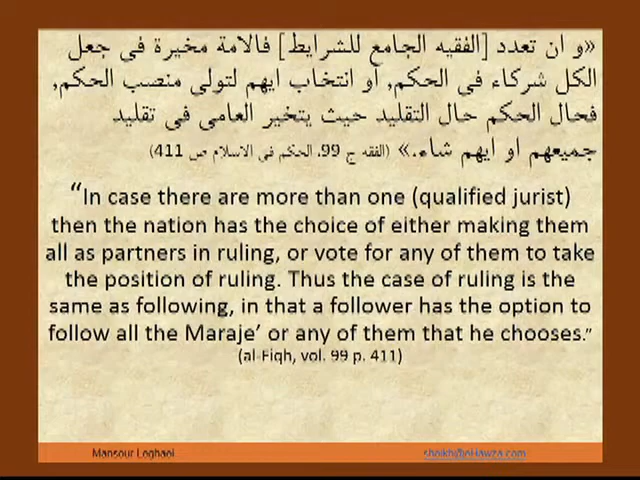 «و ان تعدد [الفقيه الجامع للشرايط] فالامة مخيرة في جعل
الكل شركاء في الحكم, او انتخاب ايهم لتولي منصب الحكم,
فحال الحكم حال التقليد حيث يتخير العامى فى تقليد
جميعهم او ايهم شاء.» (الفقه ج 99، الحكم في الاسلام ص 411)
“In case there are more than one (qualified jurist)
then the nation has the choice of either making them
all as partners in ruling, or vote for any of them to take
the position of ruling. Thus the case of ruling is the
same as following, in that a follower has the option to
follow all the Maraje’ or any of them that he chooses.”
(al-Fiqh, vol. 99 p. 411)
Mansour Leghaei